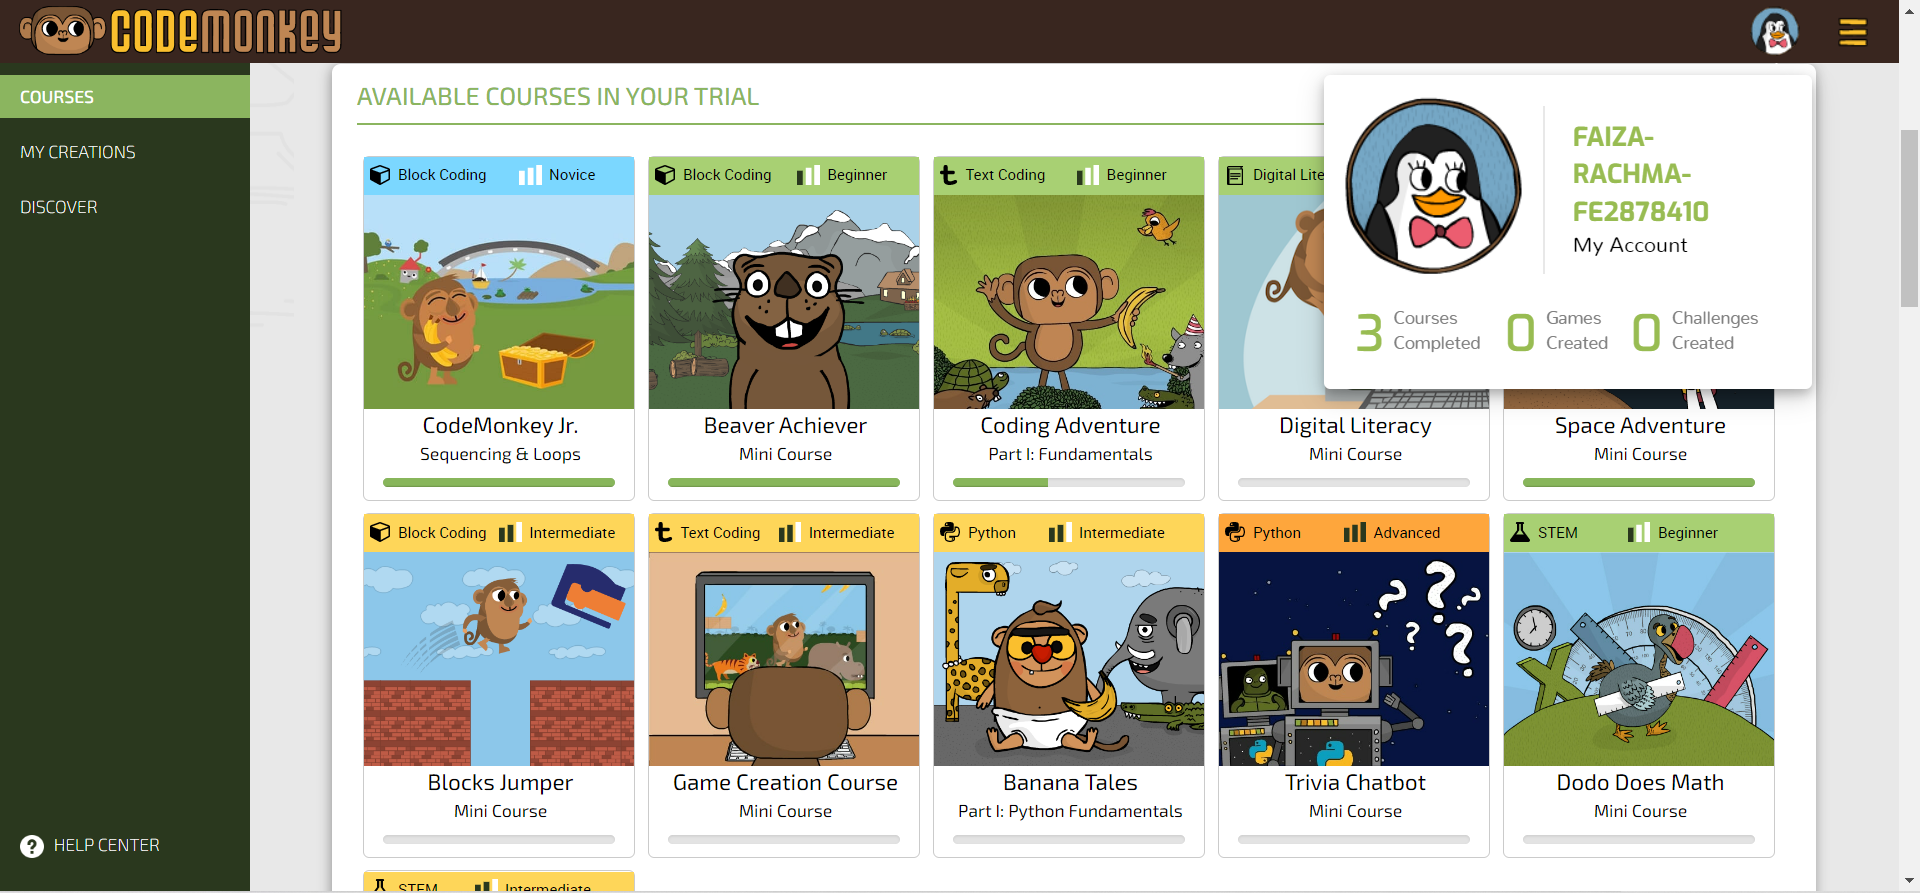 CODEMONKEY
COURSES
MY CREATIONS
DISCOVER
HELP CENTER
AVAILABLE COURSES IN YOUR TRIAL
FAIZA-
RACHMA-
FE2878410
My Account
3 Courses Completed
0 Games Created
0 Challenges Created
Block Coding Novice
CodeMonkey Jr.
Sequencing & Loops
Block Coding Beginner
Beaver Achiever
Mini Course
Text Coding Beginner
Coding Adventure
Part I: Fundamentals
Digital Lite
Digital Literacy
Mini Course
Space Adventure
Mini Course
Block Coding Intermediate
Blocks Jumper
Mini Course
Text Coding Intermediate
Game Creation Course
Mini Course
Python Intermediate
Banana Tales
Part I: Python Fundamentals
Python Advanced
Trivia Chatbot
Mini Course
STEM Beginner
Dodo Does Math
Mini Course
STEM Intermediate